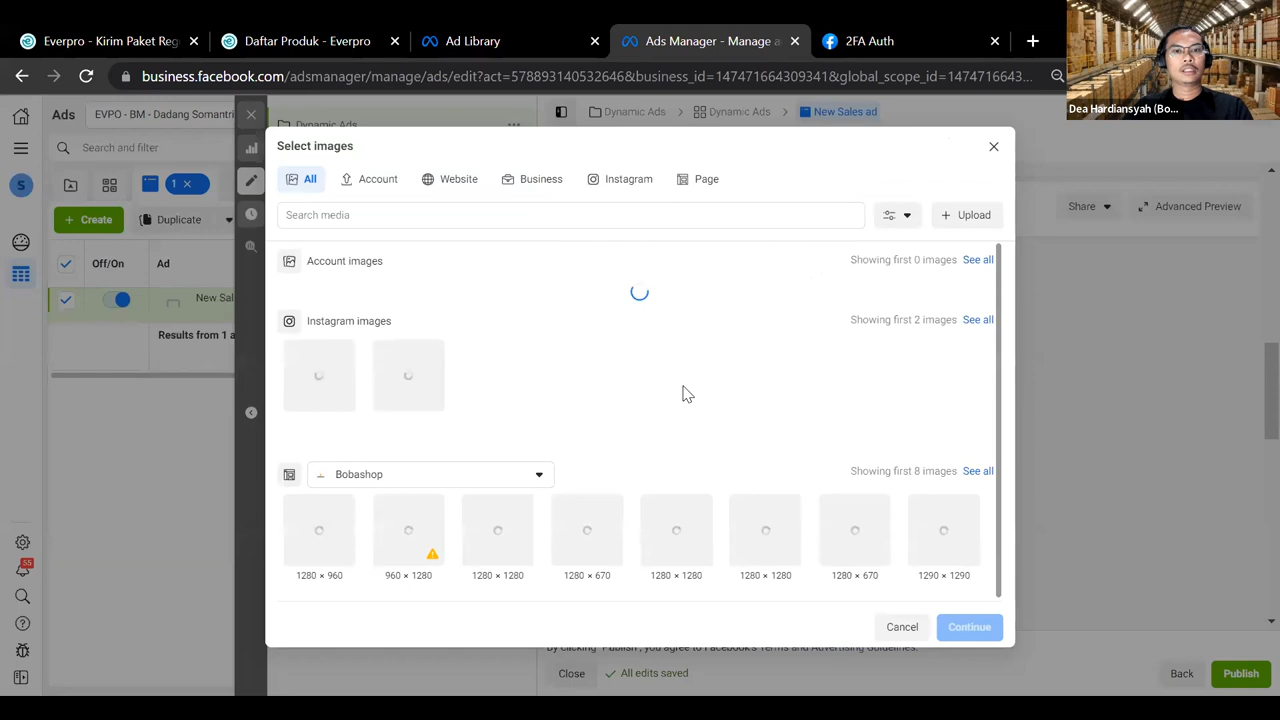 Everpro - Kirim Paket Reg
Daftar Produk - Everpro
Ad Library
Ads Manager - Manage a
2FA Auth
business.facebook.com/adsmanager/manage/ads/edit?act=578893140532646&business_id=147471664309341&global_scope_id=1474716643...
Dea Hardiansyah (Bo...
Ads
EVPO - BM - Dadang Somantri
Dynamic Ads
Dynamic Ads
Dynamic Ads
New Sales ad
Search and filter
Select images
All
Account
Website
Business
Instagram
Page
1
Share
Advanced Preview
Create
Duplicate
Search media
Upload
Off/On
Ad
Account images
Showing first 0 images
See all
New Sal
Instagram images
Showing first 2 images
See all
Results from 1 a
Bobashop
Showing first 8 images
See all
1280 × 960
960 × 1280
1280 × 1280
1280 × 670
1280 × 1280
1280 × 1280
1280 × 670
1290 × 1290
55
Cancel
Continue
By clicking "Publish", you agree to Facebook's Terms and Advertising Guidelines.
Close
All edits saved
Back
Publish